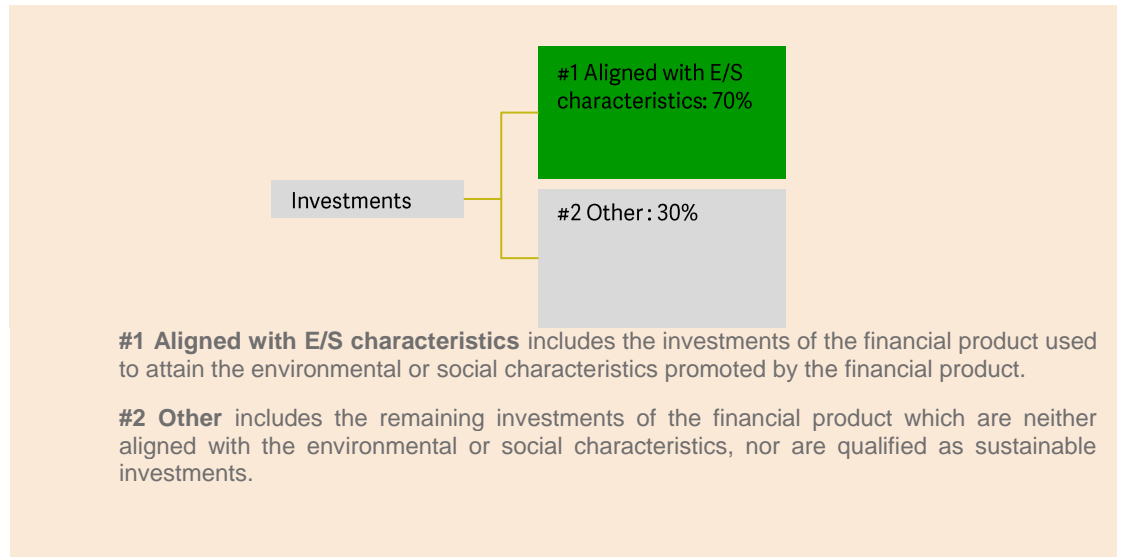 #1 Aligned with E/S
characteristics: 70%
Investments
#2 Other : 30%
#1 Aligned with E/S characteristics includes the investments of the financial product used
to attain the environmental or social characteristics promoted by the financial product.
#2 Other includes the remaining investments of the financial product which are neither
aligned with the environmental or social characteristics, nor are qualified as sustainable
investments.